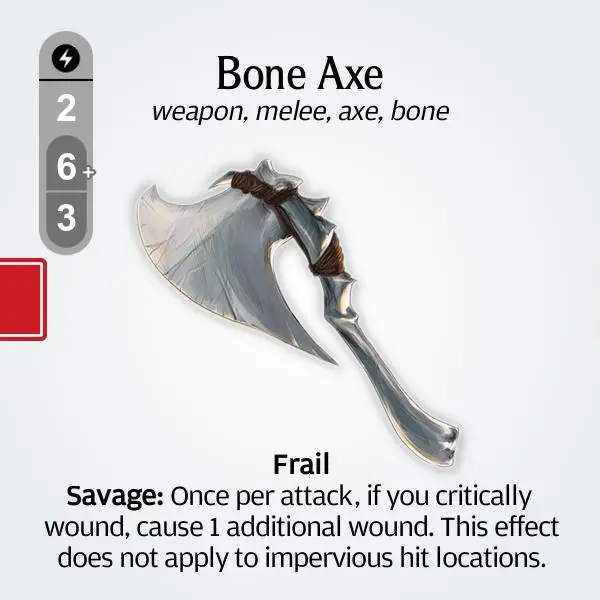 Bone Axe
weapon, melee, axe, bone
2
6+
3
Frail
Savage: Once per attack, if you critically
wound, cause 1 additional wound. This effect
does not apply to impervious hit locations.